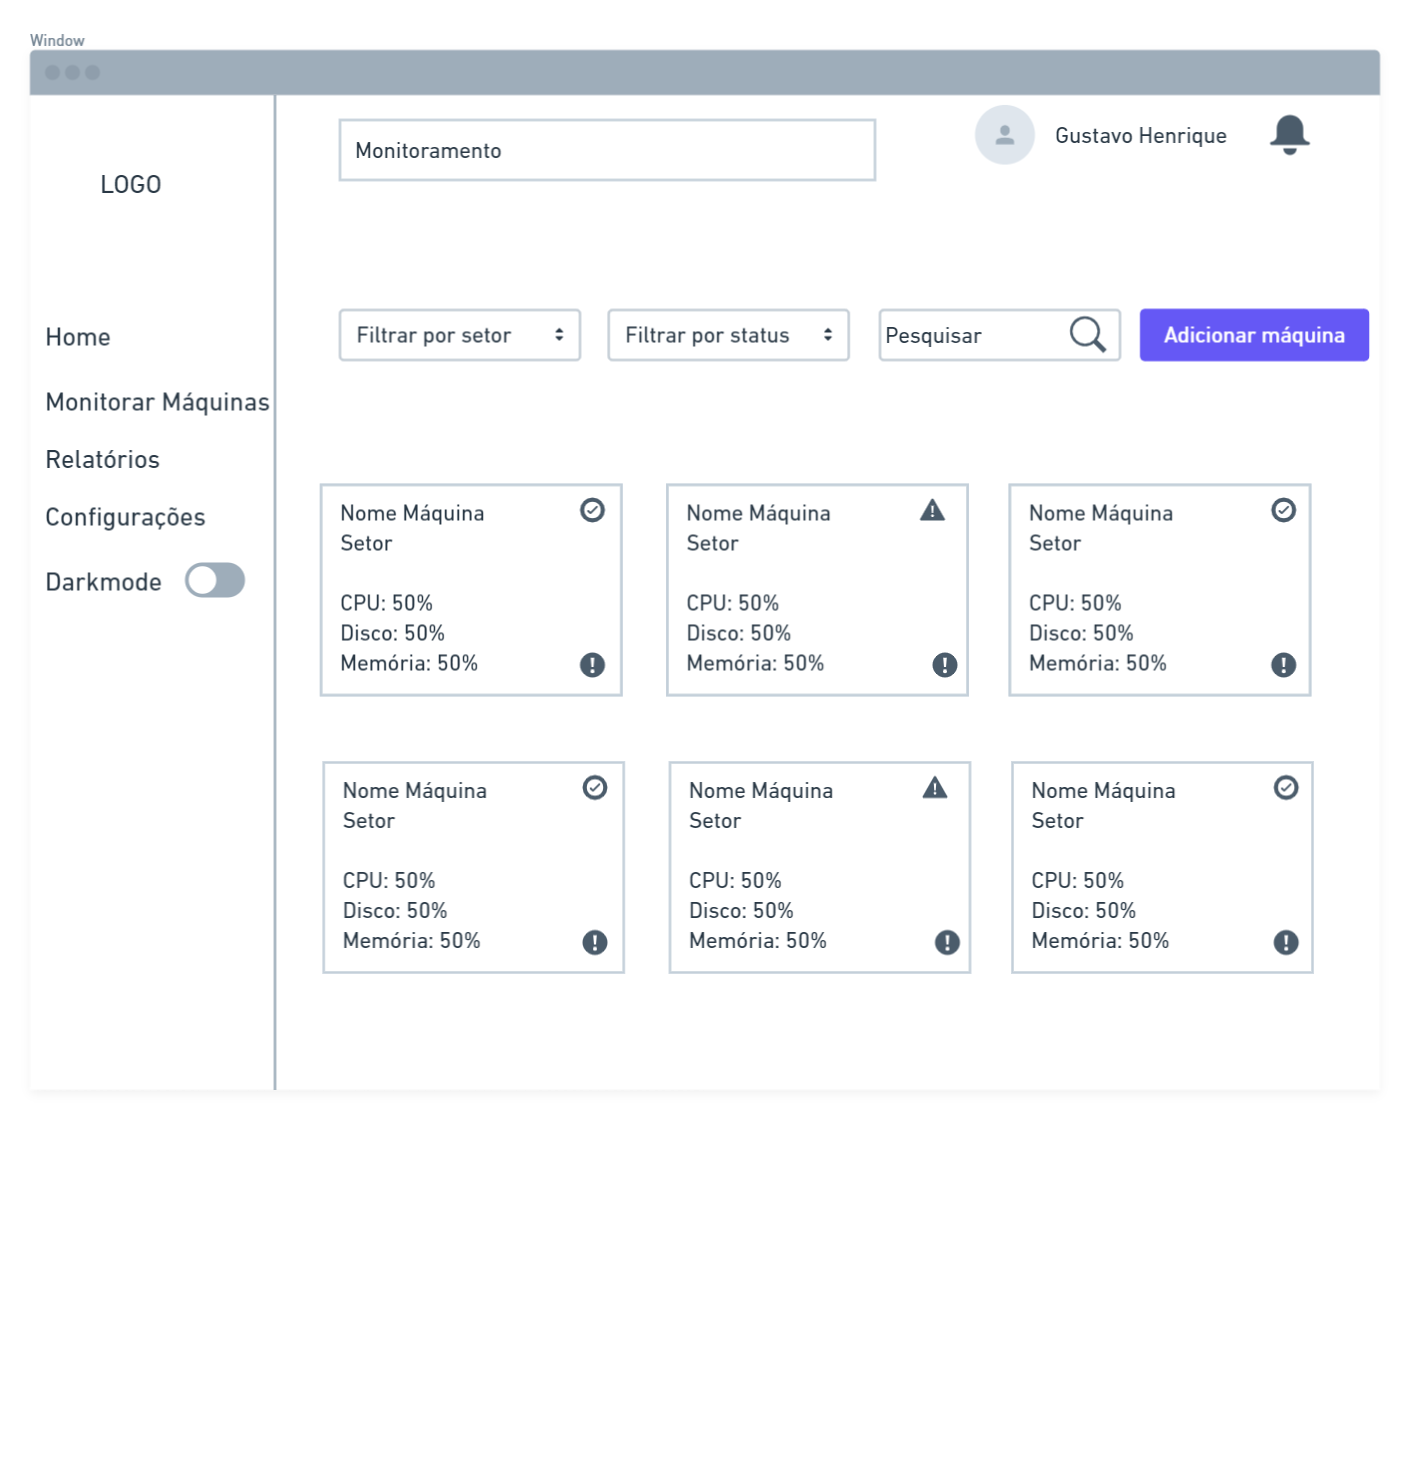 Window
LOGO
Home
Monitorar Máquinas
Relatórios
Configurações
Darkmode
Monitoramento
Gustavo Henrique
Filtrar por setor
Filtrar por status
Pesquisar
Adicionar máquina
Nome Máquina
Setor
CPU: 50%
Disco: 50%
Memória: 50%
Nome Máquina
Setor
CPU: 50%
Disco: 50%
Memória: 50%
Nome Máquina
Setor
CPU: 50%
Disco: 50%
Memória: 50%
Nome Máquina
Setor
CPU: 50%
Disco: 50%
Memória: 50%
Nome Máquina
Setor
CPU: 50%
Disco: 50%
Memória: 50%
Nome Máquina
Setor
CPU: 50%
Disco: 50%
Memória: 50%